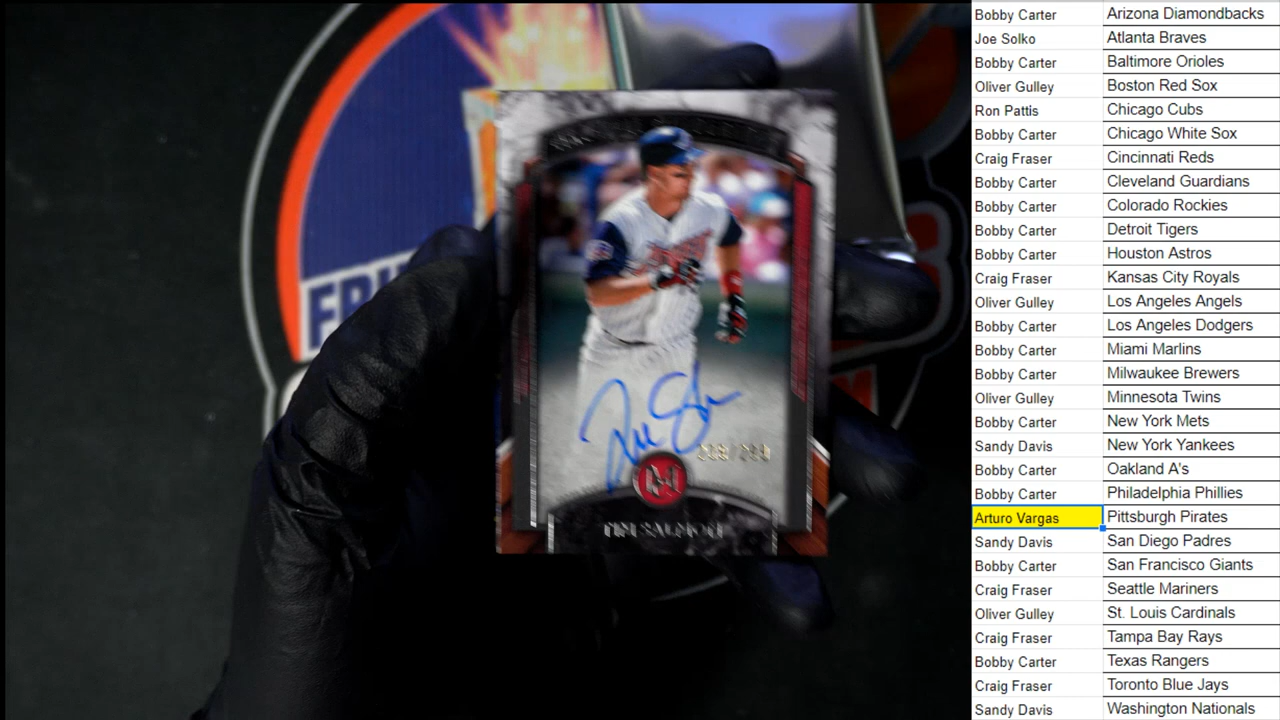 Bobby Carter Arizona Diamondbacks
Joe Solko Atlanta Braves
Bobby Carter Baltimore Orioles
Oliver Gulley Boston Red Sox
Ron Pattis Chicago Cubs
Bobby Carter Chicago White Sox
Craig Fraser Cincinnati Reds
Bobby Carter Cleveland Guardians
Bobby Carter Colorado Rockies
Bobby Carter Detroit Tigers
Bobby Carter Houston Astros
Craig Fraser Kansas City Royals
Oliver Gulley Los Angeles Angels
Bobby Carter Los Angeles Dodgers
Bobby Carter Miami Marlins
Bobby Carter Milwaukee Brewers
Oliver Gulley Minnesota Twins
Bobby Carter New York Mets
Sandy Davis New York Yankees
Bobby Carter Oakland A's
Bobby Carter Philadelphia Phillies
Arturo Vargas Pittsburgh Pirates
Sandy Davis San Diego Padres
Bobby Carter San Francisco Giants
Craig Fraser Seattle Mariners
Oliver Gulley St. Louis Cardinals
Craig Fraser Tampa Bay Rays
Bobby Carter Texas Rangers
Craig Fraser Toronto Blue Jays
Sandy Davis Washington Nationals